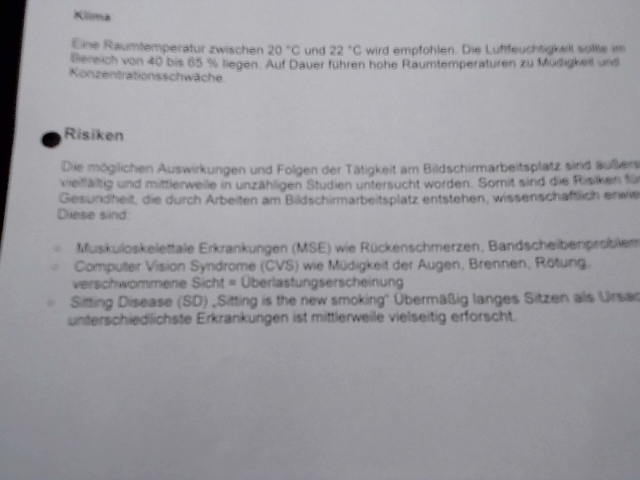 Klima
Eine Raumtemperatur zwischen 20 °C und 22 °C wird empfohlen. Die Luftfeuchtigkeit sollte im
Bereich von 40 bis 65 % liegen. Auf Dauer führen hohe Raumtemperaturen zu Müdigkeit und
Konzentrationsschwäche.
Risiken
Die möglichen Auswirkungen und Folgen der Tätigkeit am Bildschirmarbeitsplatz sind äußers
vielfältig und mittlerweile in unzähligen Studien untersucht worden. Somit sind die Risiken für
Gesundheit, die durch Arbeiten am Bildschirmarbeitsplatz entstehen, wissenschaftlich erwie
Diese sind:
Muskuloskelettale Erkrankungen (MSE) wie Rückenschmerzen, Bandscheibenproblem
Computer Vision Syndrome (CVS) wie Müdigkeit der Augen, Brennen, Rötung,
verschwommene Sicht = Überlastungserscheinung
Sitting Disease (SD) „Sitting is the new smoking“ Übermäßig langes Sitzen als Ursac
unterschiedlichste Erkrankungen ist mittlerweile vielseitig erforscht.